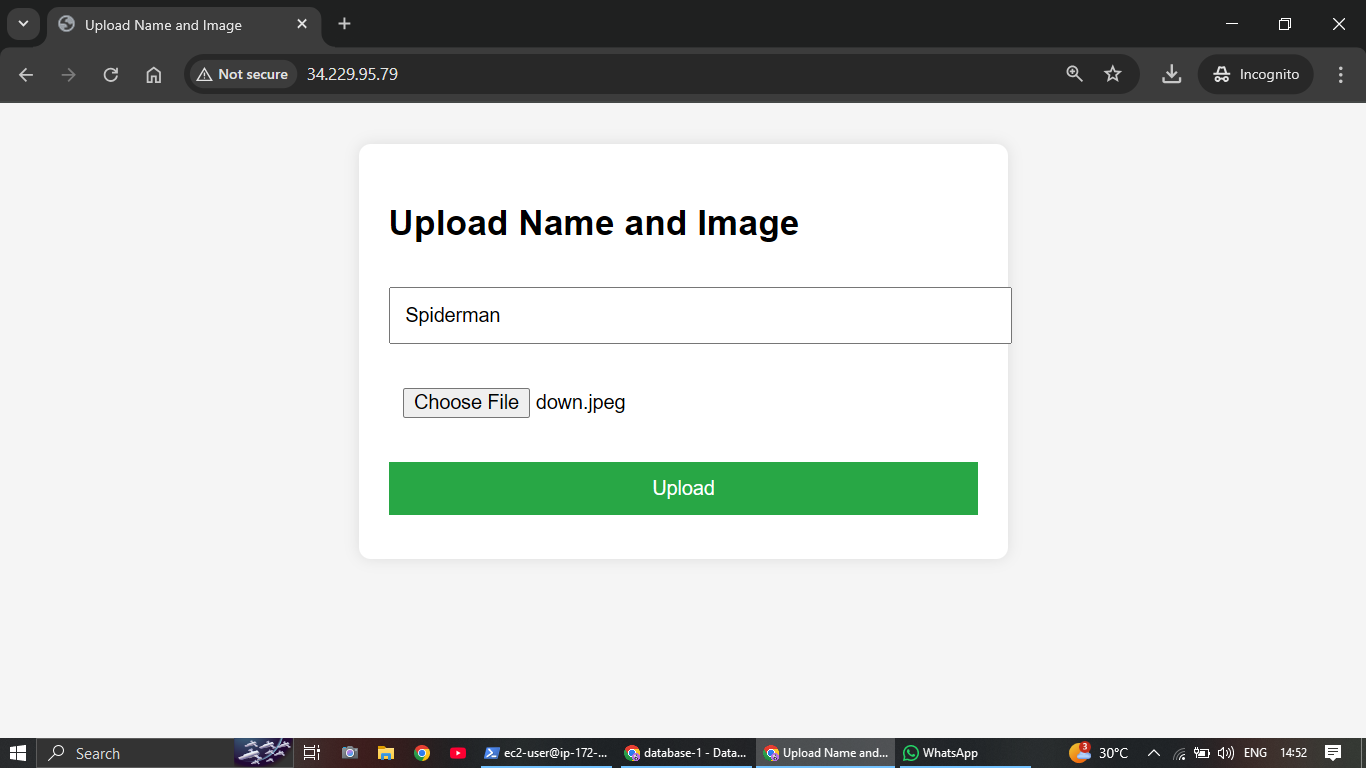 Upload Name and Image
Not secure
34.229.95.79
Incognito
Upload Name and Image
Spiderman
Choose File down.jpeg
Upload
Search
ec2-user@ip-172-...
database-1 - Data...
Upload Name and...
WhatsApp
3
30°C
ENG
14:52